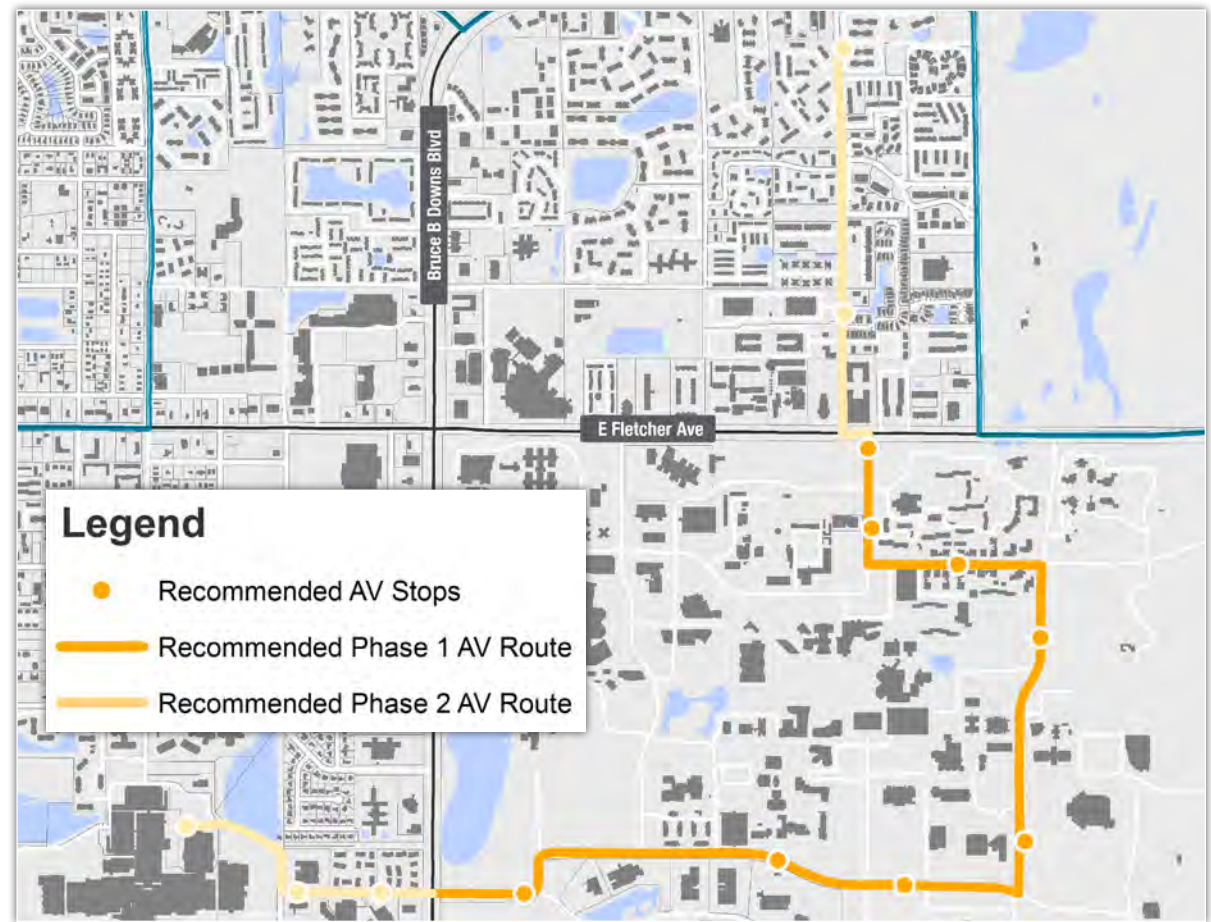 Bruce B Downs Blvd
E Fletcher Ave
Legend
Recommended AV Stops
Recommended Phase 1 AV Route
Recommended Phase 2 AV Route